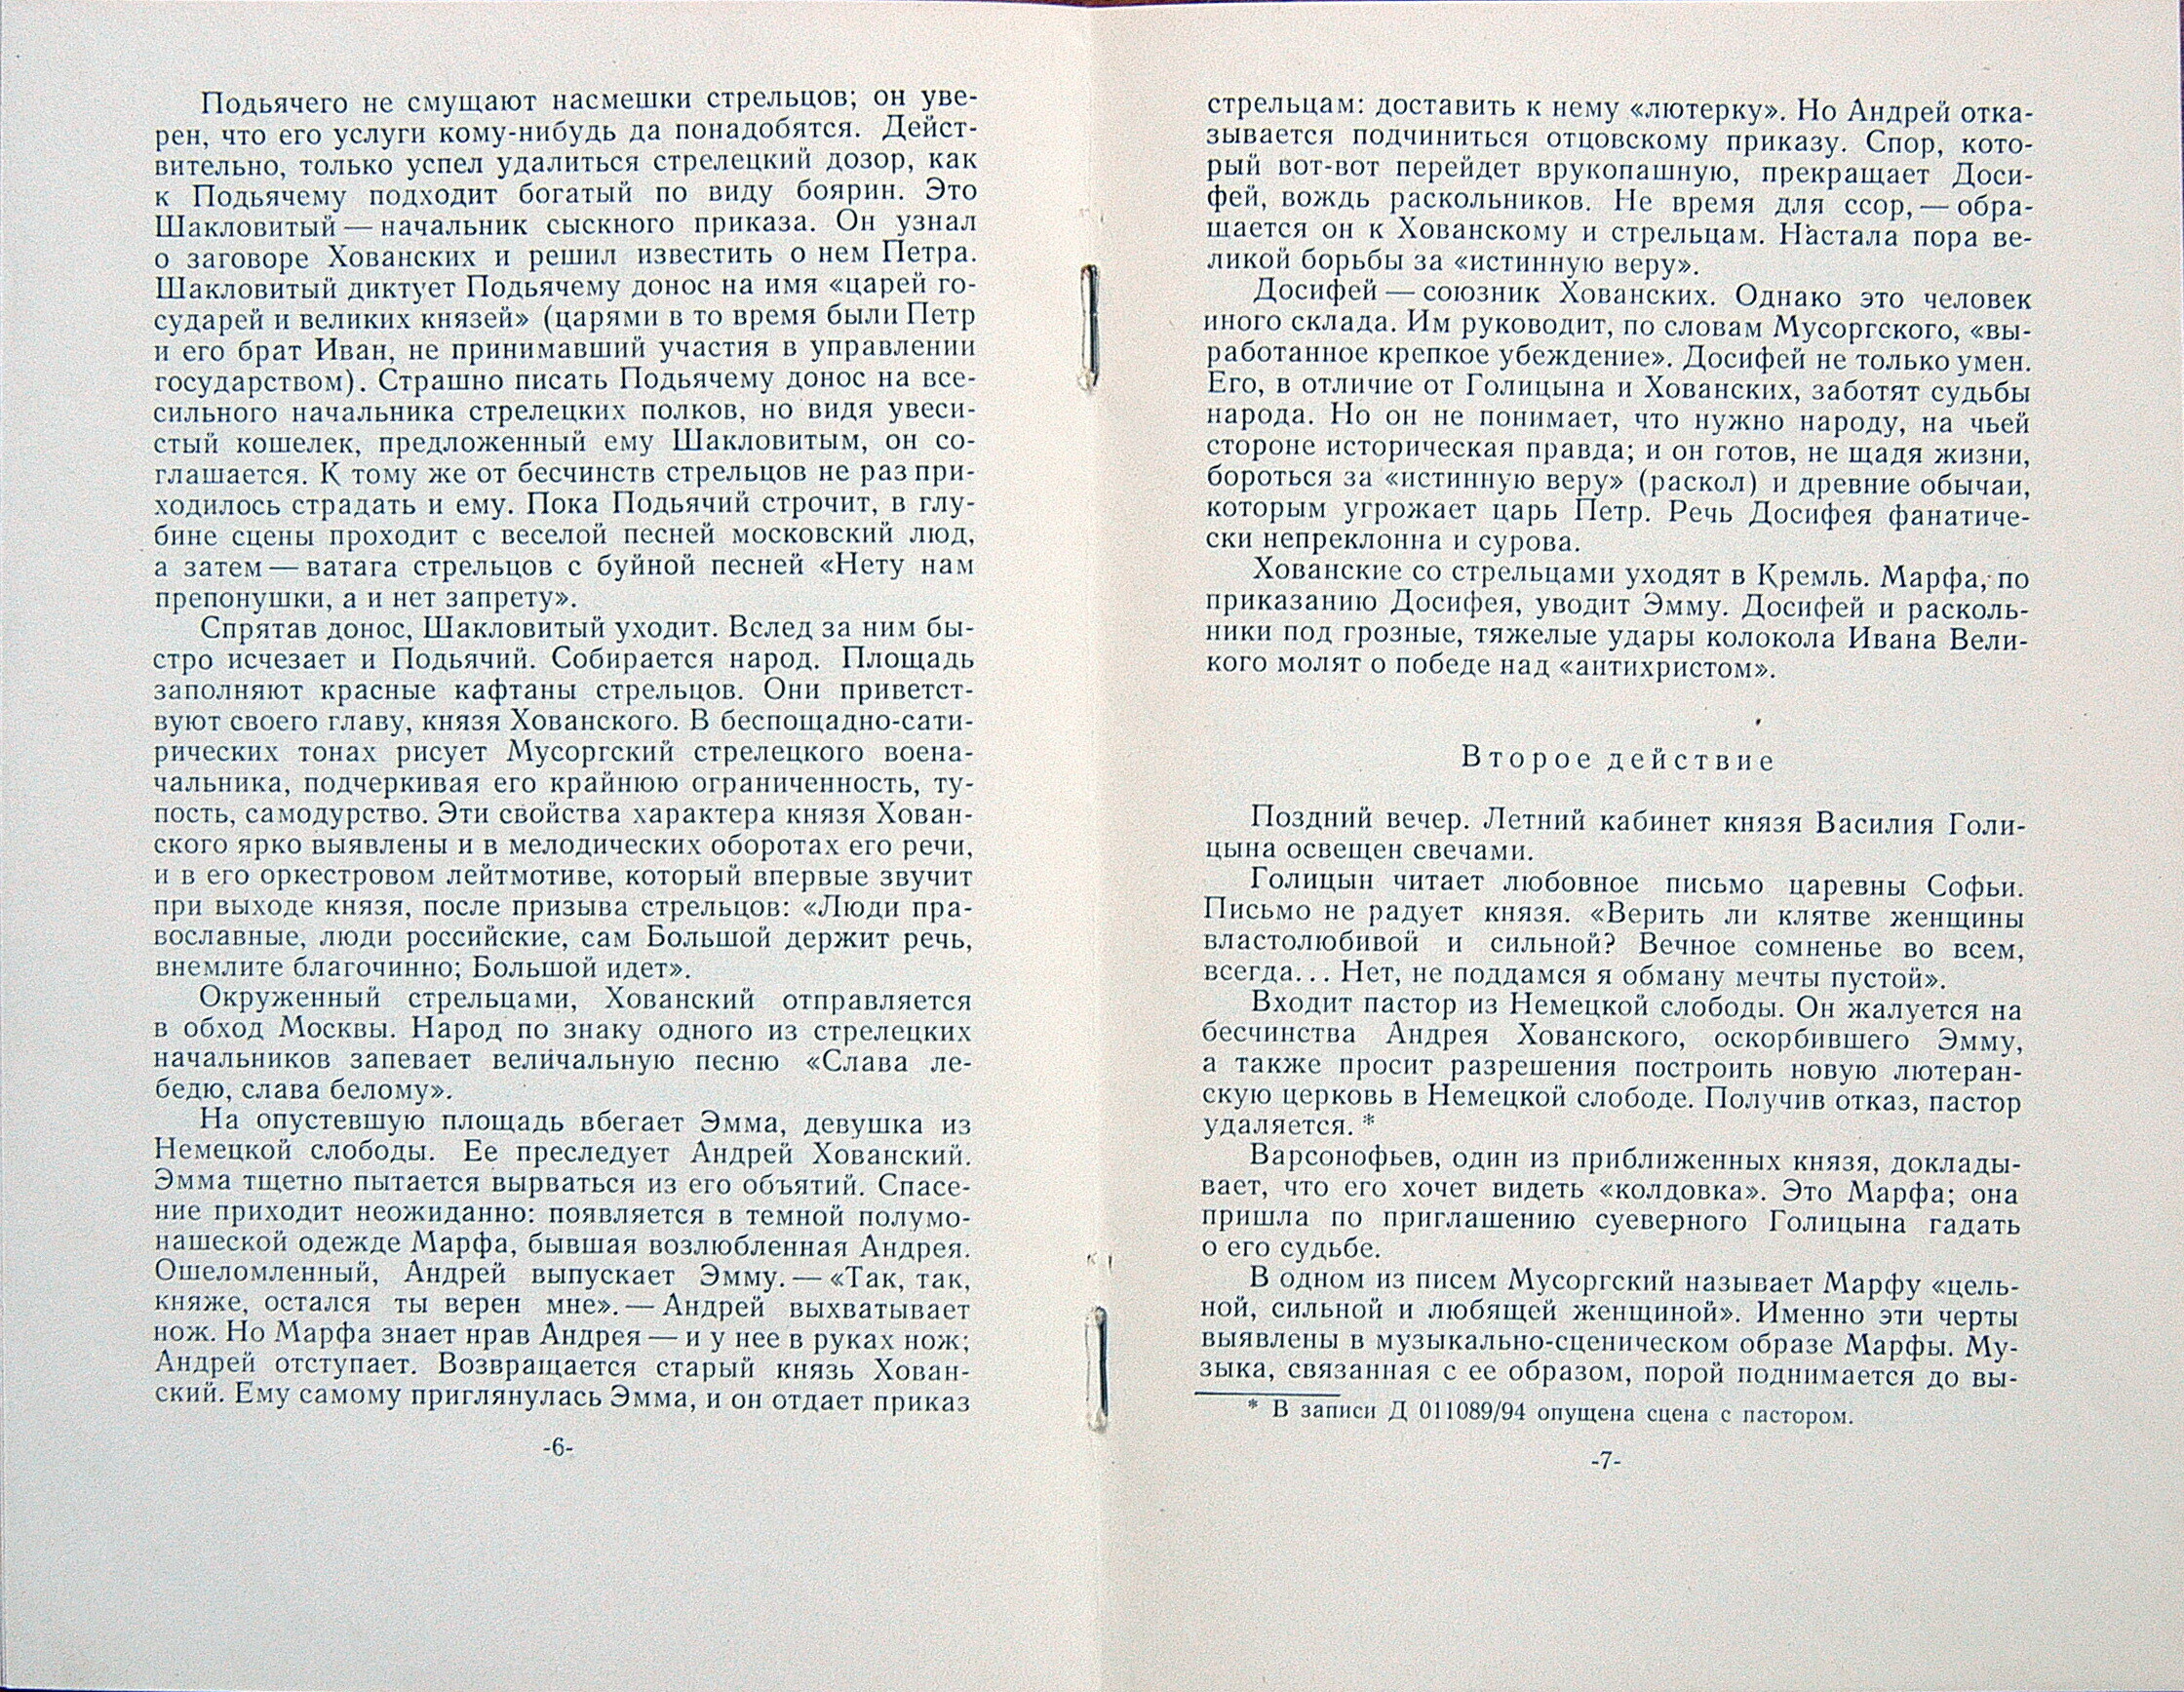 Подьячего не смущают насмешки стрельцов; он уве-
рен, что его услуги кому-нибудь да понадобятся. Дейст-
вительно, только успел удалиться стрелецкий дозор, как
к Подьячему подходит богатый по виду боярин. Это
Шакловитый — начальник сыскного приказа. Он узнал
о заговоре Хованских и решил известить о нем Петра.
Шакловитый диктует Подьячему донос на имя «царей го-
сударей и великих князей» (царями в то время были Петр
и его брат Иван, не принимавший участия в управлении
государством). Страшно писать Подьячему донос на все-
сильного начальника стрелецких полков, но видя увеси-
стый кошелек, предложенный ему Шакловитым, он со-
глашается. К тому же от бесчинств стрельцов не раз при-
ходилось страдать и ему. Пока Подьячий строчит, в глу-
бине сцены проходит с веселой песней московский люд,
а затем — ватага стрельцов с буйной песней «Нету нам
препонушки, а и нет запрету».
Спрятав донос, Шакловитый уходит. Вслед за ним бы-
стро исчезает и Подьячий. Собирается народ. Площадь
заполняют красные кафтаны стрельцов. Они приветст-
вуют своего главу, князя Хованского. В беспощадно-сати-
рических тонах рисует Мусоргский стрелецкого воена-
чальника, подчеркивая его крайнюю ограниченность, ту-
пость, самодурство. Эти свойства характера князя Хован-
ского ярко выявлены и в мелодических оборотах его речи,
и в его оркестровом лейтмотиве, который впервые звучит
при выходе князя, после призыва стрельцов: «Люди пра-
вославные, люди российские, сам Большой держит речь,
внемлите благочинно; Большой идет».
Окруженный стрельцами, Хованский отправляется
в обход Москвы. Народ по знаку одного из стрелецких
начальников запевает величальную песню «Слава ле-
бедю, слава белому».
На опустевшую площадь вбегает Эмма, девушка из
Немецкой слободы. Ее преследует Андрей Хованский.
Эмма тщетно пытается вырваться из его объятий. Спасе-
ние приходит неожиданно: появляется в темной полумо-
нашеской одежде Марфа, бывшая возлюбленная Андрея.
Ошеломленный, Андрей выпускает Эмму. — «Так, так,
княже, остался ты верен мне». — Андрей выхватывает
нож. Но Марфа знает нрав Андрея — и у нее в руках нож;
Андрей отступает. Возвращается старый князь Хован-
ский. Ему самому приглянулась Эмма, и он отдает приказ
-6-
стрельцам: доставить к нему «лютерку». Но Андрей отка-
зывается подчиниться отцовскому приказу. Спор, кото-
рый вот-вот перейдет врукопашную, прекращает Доси-
фей, вождь раскольников. Не время для ссор, — обра-
щается он к Хованскому и стрельцам. Настала пора ве-
ликой борьбы за «истинную веру».
Досифей — союзник Хованских. Однако это человек
иного склада. Им руководит, по словам Мусоргского, «вы-
работанное крепкое убеждение». Досифей не только умен.
Его, в отличие от Голицына и Хованских, заботят судьбы
народа. Но он не понимает, что нужно народу, на чьей
стороне историческая правда; и он готов, не щадя жизни,
бороться за «истинную веру» (раскол) и древние обычаи,
которым угрожает царь Петр. Речь Досифея фанатиче-
ски непреклонна и сурова.
Хованские со стрельцами уходят в Кремль. Марфа, по
приказанию Досифея, уводит Эмму. Досифей и расколь-
ники под грозные, тяжелые удары колокола Ивана Вели-
кого молят о победе над «антихристом».
Второе действие
Поздний вечер. Летний кабинет князя Василия Голи-
цына освещен свечами.
Голицын читает любовное письмо царевны Софьи.
Письмо не радует князя. «Верить ли клятве женщины
властолюбивой и сильной? Вечное сомненье во всем,
всегда... Нет, не поддамся я обману мечты пустой».
Входит пастор из Немецкой слободы. Он жалуется на
бесчинства Андрея Хованского, оскорбившего Эмму,
а также просит разрешения построить новую лютеран-
скую церковь в Немецкой слободе. Получив отказ, пастор
удаляется. *
Варсонофьев, один из приближенных князя, доклады-
вает, что его хочет видеть «колдовка». Это Марфа; она
пришла по приглашению суеверного Голицына гадать
о его судьбе.
В одном из писем Мусоргский называет Марфу «цель-
ной, сильной и любящей женщиной». Именно эти черты
выявлены в музыкально-сценическом образе Марфы. Му-
зыка, связанная с ее образом, порой поднимается до вы-
* В записи Д 011089/94 опущена сцена с пастором.
-7-